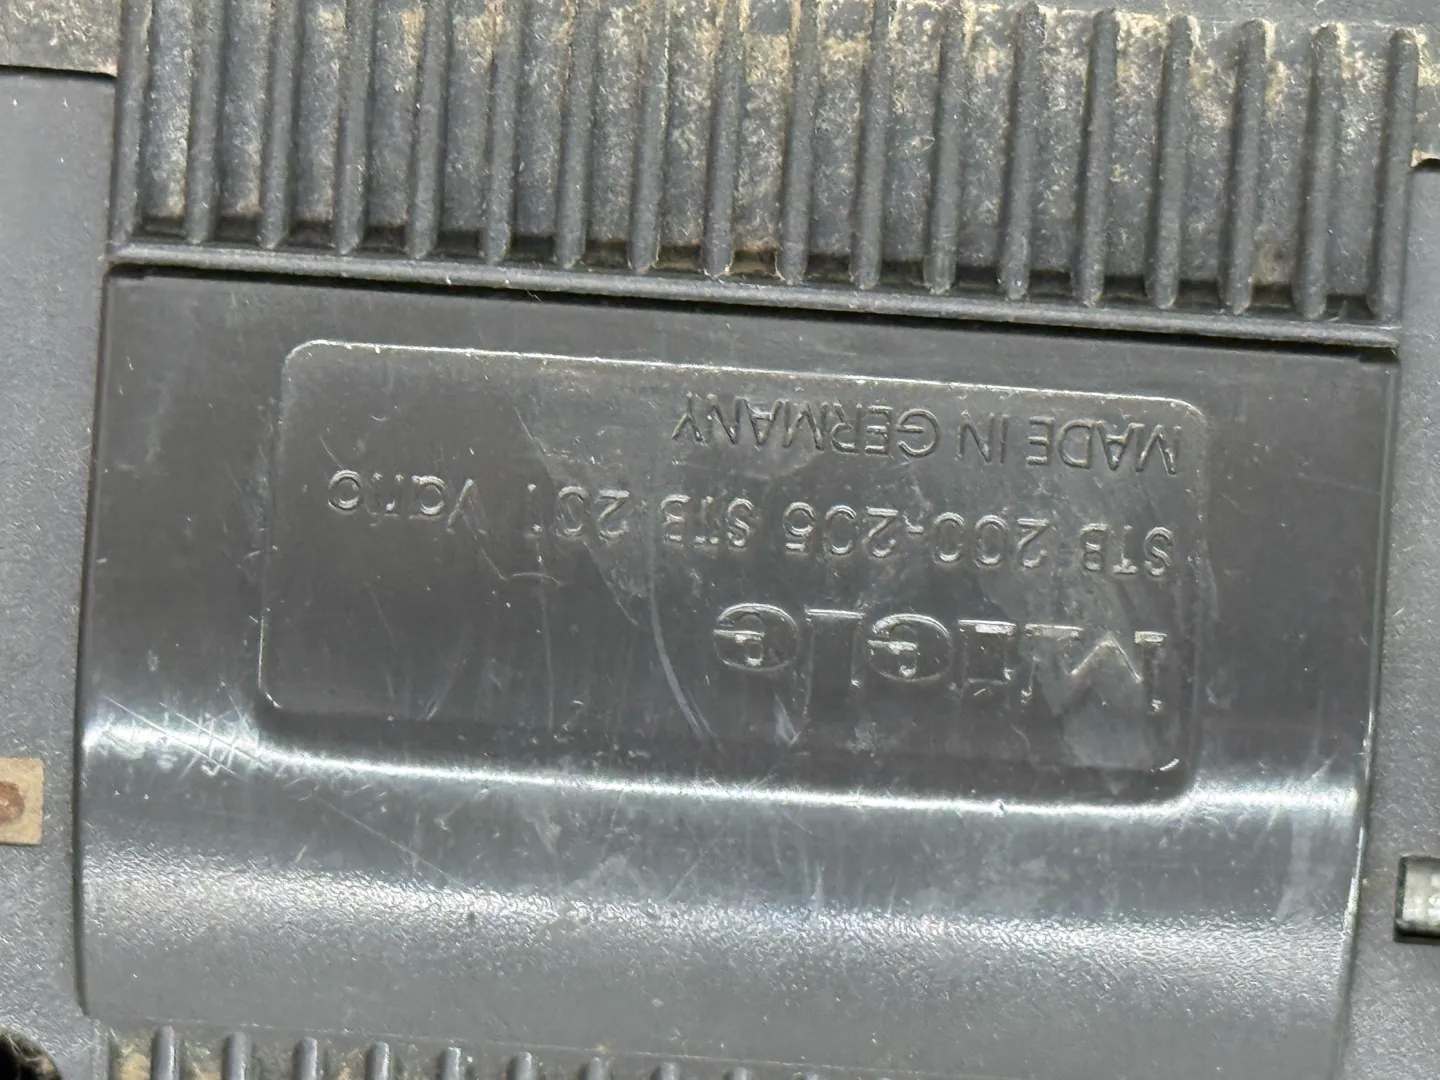 Miele
STB 200-205 STB 201 Vario
MADE IN GERMANY